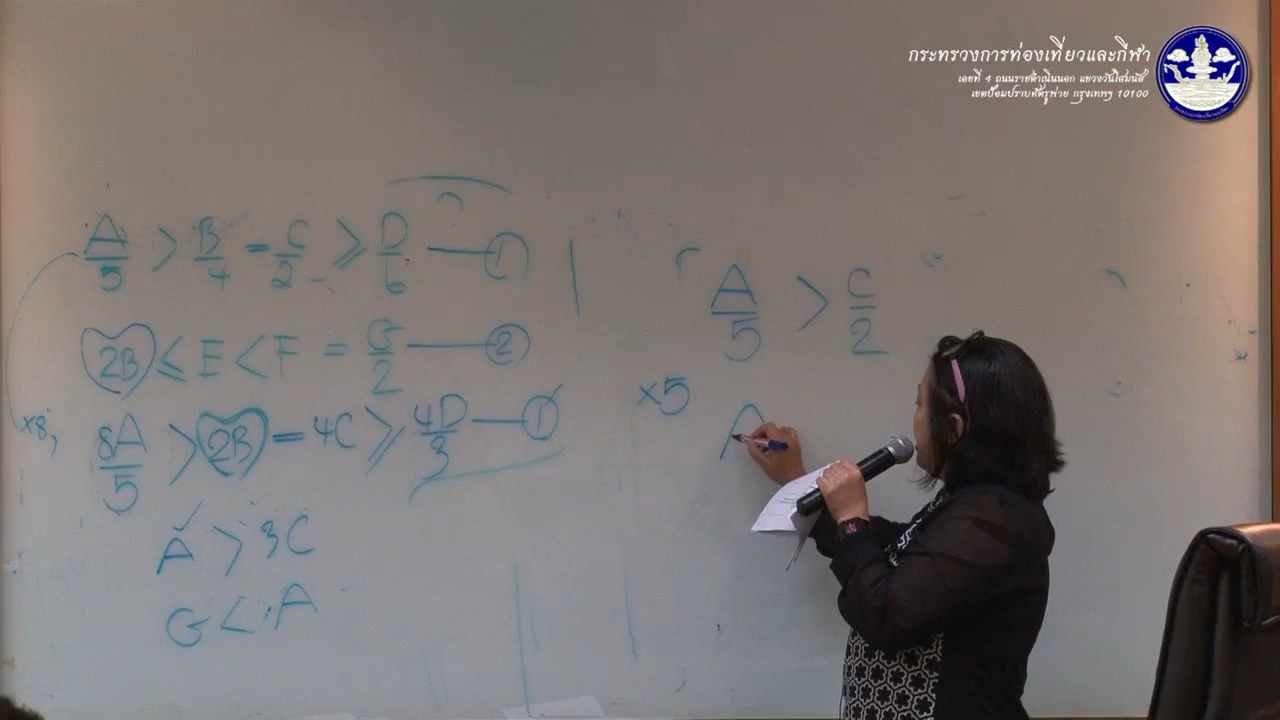 กระทรวงการท่องเที่ยวและกีฬา
เลขที่ 4 ถนนราชดำเนินนอก แขวงวัดโสมนัส
เขตป้อมปราบศัตรูพ่าย กรุงเทพฯ 10100
A/5 > B/4 = C/2 ≥ D/6 — ①
2B ≤ E < F = G/2 — ②
×8, 8A/5 > 2B = 4C ≥ 4D/3 — ①
A > 3C
G < A
A/5 > C/2
×5 A